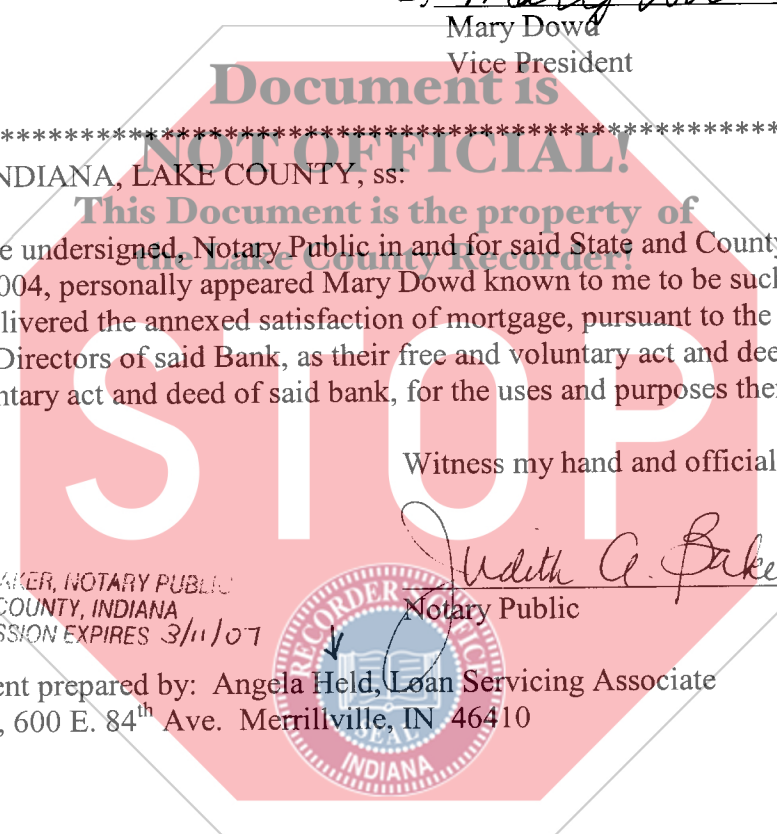 Mary Dowd
Vice President
Document is
************************************************************
NOT OFFICIAL!
NDIANA, LAKE COUNTY, ss:
This Document is the property of
e undersigned, Notary Public in and for said State and County
the Lake County Recorder!
004, personally appeared Mary Dowd known to me to be such
livered the annexed satisfaction of mortgage, pursuant to the
Directors of said Bank, as their free and voluntary act and dee
ntary act and deed of said bank, for the uses and purposes the
STOP
Witness my hand and official
Judith A. Bake
AKER, NOTARY PUBLIC
COUNTY, INDIANA
SSION EXPIRES 3/11/07
Notary Public
RECORDER'S OFFICE
SEAL
INDIANA
ent prepared by: Angela Held, Loan Servicing Associate
, 600 E. 84th Ave. Merrillville, IN 46410